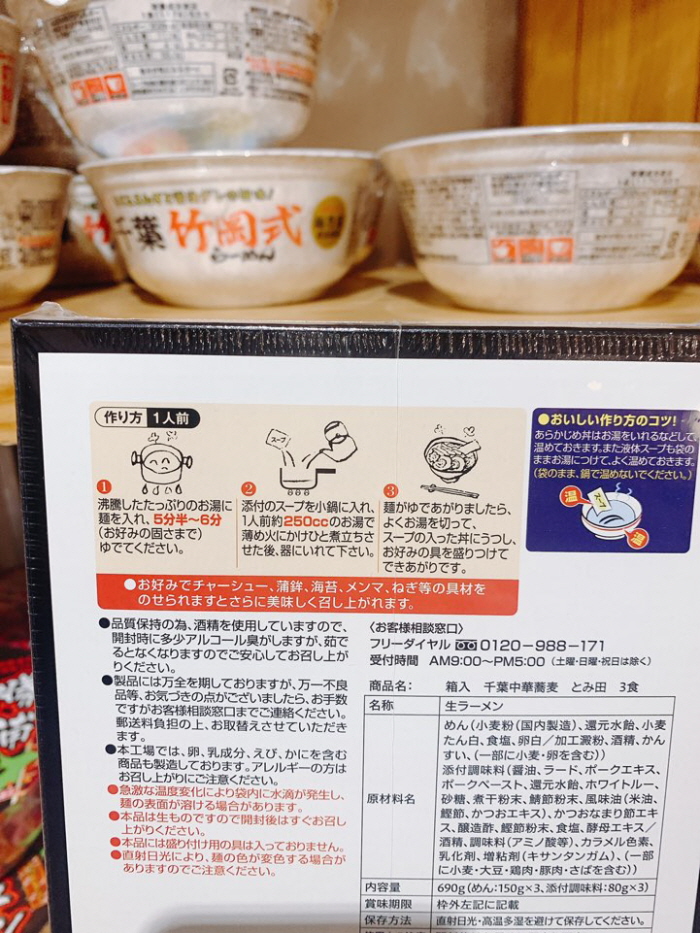 千葉 竹岡式
らーめん
作り方 1人前
スープ
❶
沸騰したたっぷりのお湯に
麺を入れ、5分半〜6分
(お好みの固さまで)
ゆでてください。
❷
添付のスープを小鍋に入れ、
1人前約250ccのお湯で
薄め火にかけひと煮立ちさ
せた後、器にいれて下さい。
❸
麺がゆであがりましたら、
よくお湯を切って、
スープの入った丼にうつし、
お好みの具を盛りつけて
できあがりです。
●お好みでチャーシュー、蒲鉾、海苔、メンマ、ねぎ等の具材を
のせられますとさらに美味しく召し上がれます。
●おいしい作り方のコツ!
あらかじめ丼はお湯をいれるなどして、
温めておきます。また液体スープも袋の
ままお湯につけて、よく温めておきます。
(袋のまま、鍋で温めないでください。)
温
スープ
●品質保持の為、酒精を使用していますので、
開封時に多少アルコール臭がしますが、茹で
るとなくなりますのでご安心してお召し上が
りください。
●製品には万全を期しておりますが、万一不良
品等、お気づきの点がございましたら、お手数
ですがお客様相談窓口までご連絡ください。
郵送料負担の上、お取替えさせていただき
ます。
●本工場では、卵、乳成分、えび、かにを含む
商品も製造しております。アレルギーの方は
お召し上がりにご注意ください。
●急激な温度変化により袋内に水滴が発生し、
麺の表面が溶ける場合があります。
●本品は生ものですので開封後はすぐお召し
上がりください。
●本品には盛り付け用の具は入っておりません。
●直射日光により、麺の色が変色する場合が
ありますのでご注意ください。
〈お客様相談窓口〉
フリーダイヤル 0120-988-171
受付時間 AM9:00〜PM5:00 (土曜・日曜・祝日は除く)
商品名: 箱入 千葉中華蕎麦 とみ田 3食
名称 生ラーメン
原材料名
めん(小麦粉(国内製造)、還元水飴、小麦
たん白、食塩、卵白/加工澱粉、酒精、かん
すい、(一部に小麦・卵を含む))
添付調味料(醤油、ラード、ポークエキス、
ポークペースト、還元水飴、ホワイトルー、
砂糖、煮干粉末、鯖節粉末、風味油(米油、
鰹節、かつおエキス)、かつおなまり節エキ
ス、醸造酢、鰹節粉末、食塩、酵母エキス/
酒精、調味料(アミノ酸等)、カラメル色素、
乳化剤、増粘剤(キサンタンガム)、(一部
に小麦・大豆・鶏肉・豚肉・さばを含む))
内容量 690g(めん:150g×3、添付調味料:80g×3)
賞味期限 枠外左記に記載
保存方法 直射日光・高温多湿を避けて保存してください。